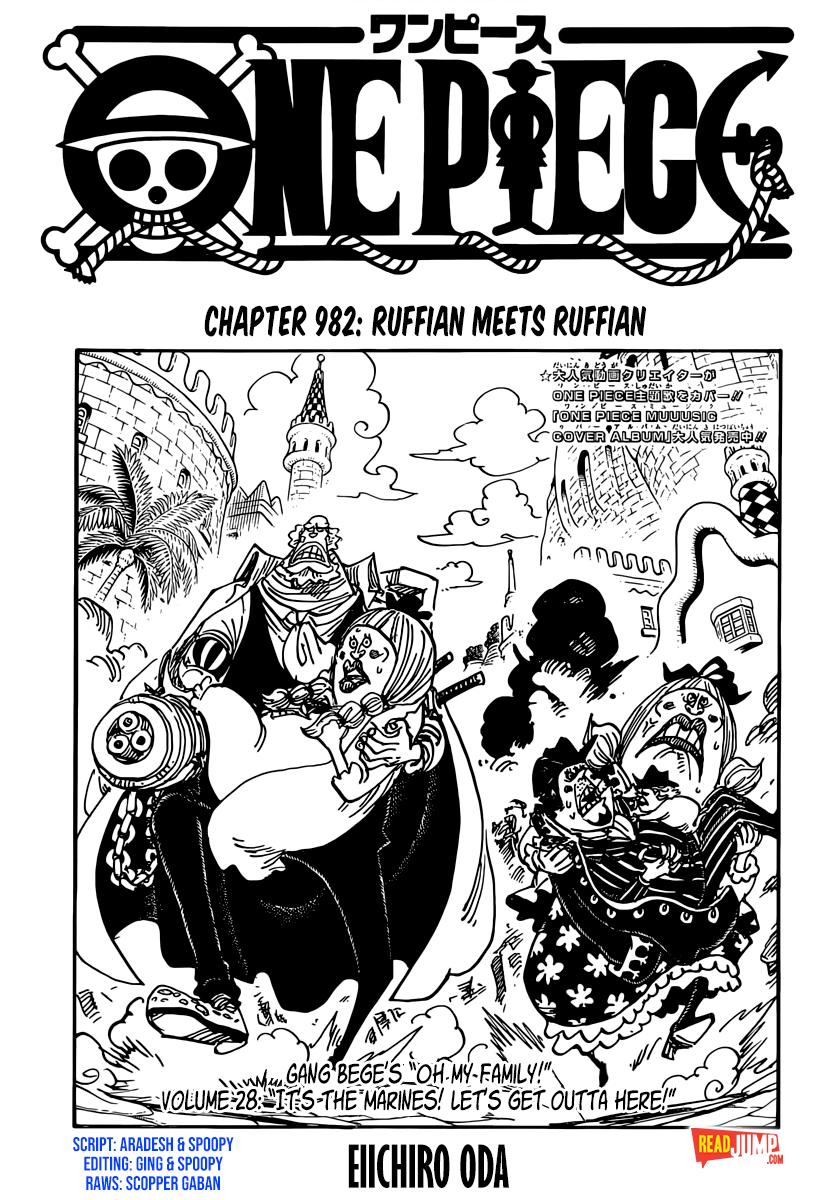 ワンピース
ONE PIECE
CHAPTER 982: RUFFIAN MEETS RUFFIAN
☆大人気動画クリエイターが
ONE PIECE主題歌をカバー!!
「ONE PIECE MUUUSIC
COVER ALBUM」大人気発売中!!
GANG BEGE'S "OH MY FAMILY!"
VOLUME 28: "IT'S THE MARINES! LET'S GET OUTTA HERE!"
SCRIPT: ARADESH & SPOOPY
EDITING: GING & SPOOPY
RAWS: SCOPPER GABAN
EIICHIRO ODA
READJUMP
.COM